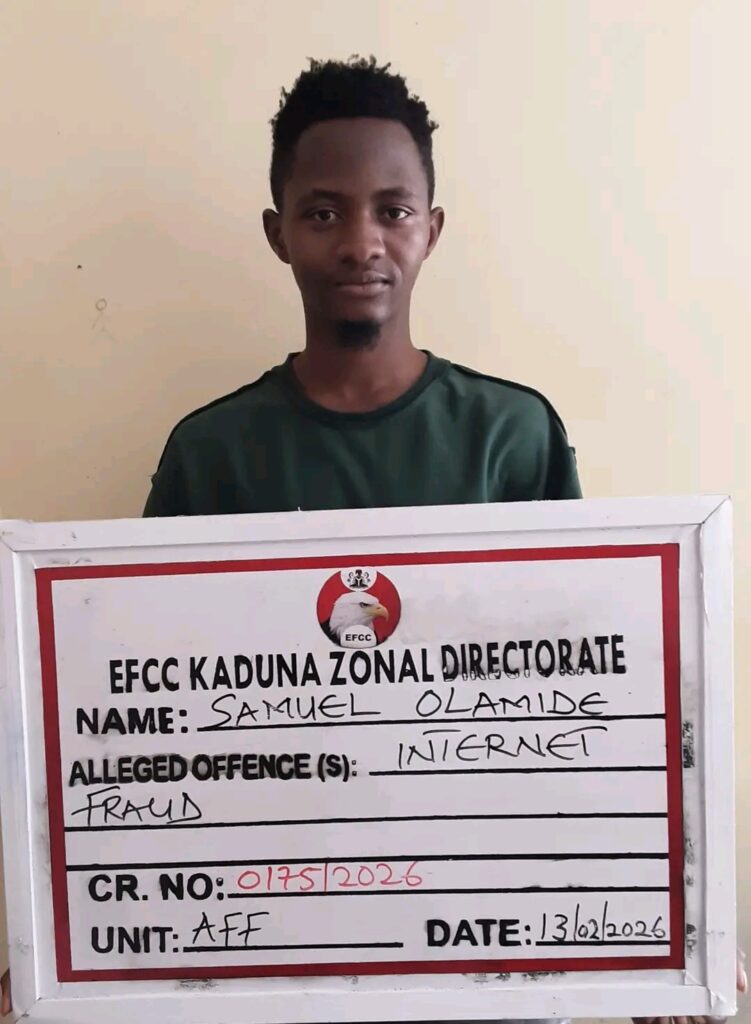 EFCC
EFCC KADUNA ZONAL DIRECTORATE
NAME: SAMUEL OLAMIDE
ALLEGED OFFENCE (S): INTERNET
FRAUD
CR. NO: 0175/2026
UNIT: AFF DATE: 13/02/2026